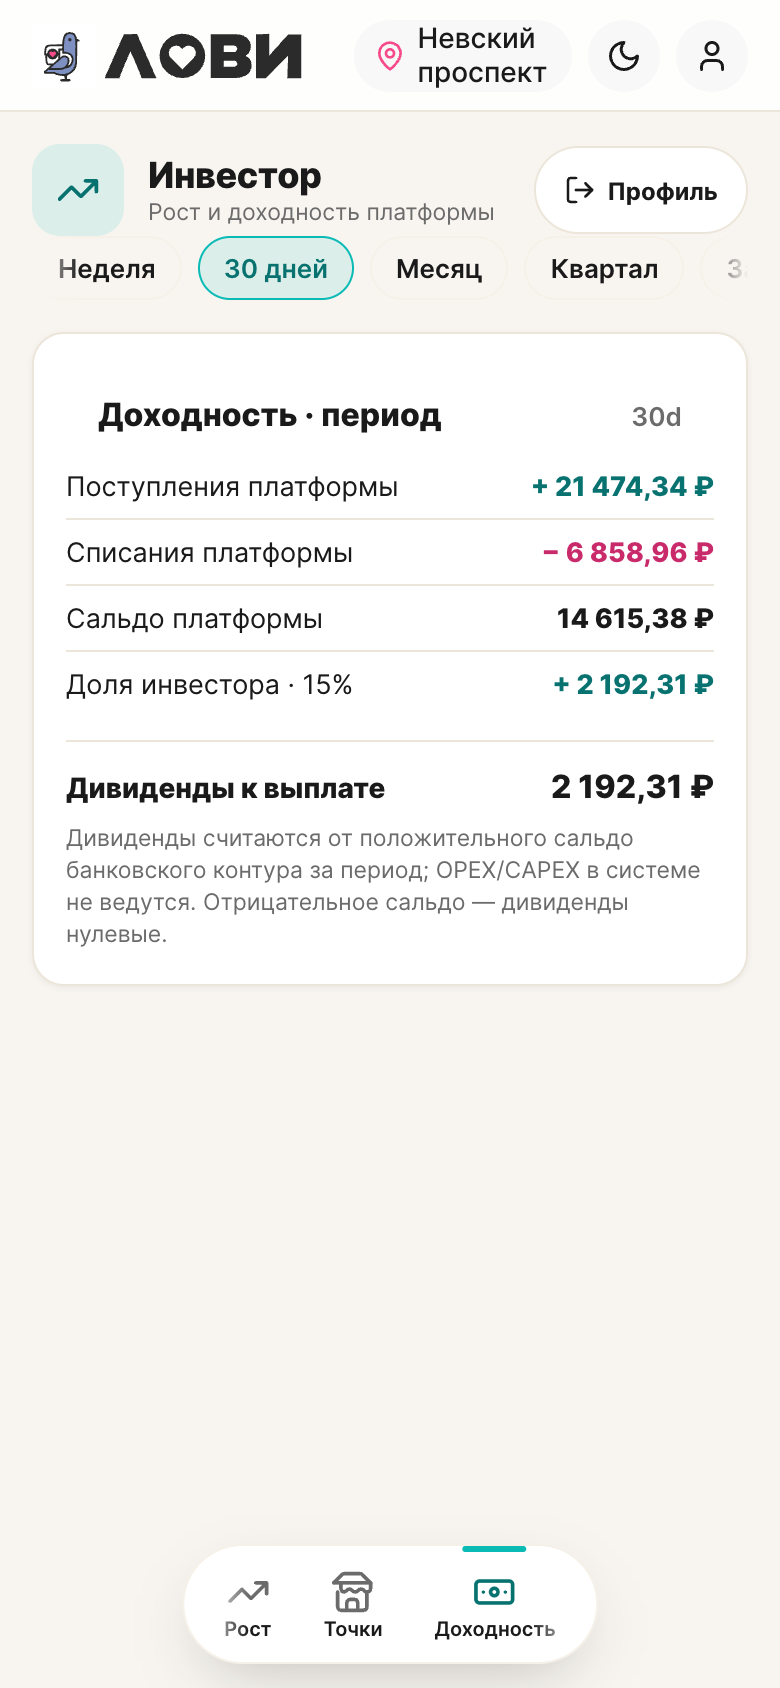 ЛОВИ
Невский
проспект
Инвестор
Рост и доходность платформы
Профиль
Неделя
30 дней
Месяц
Квартал
Доходность · период
30d
Поступления платформы
+ 21 474,34 ₽
Списания платформы
− 6 858,96 ₽
Сальдо платформы
14 615,38 ₽
Доля инвестора · 15%
+ 2 192,31 ₽
Дивиденды к выплате
2 192,31 ₽
Дивиденды считаются от положительного сальдо
банковского контура за период; OPEX/CAPEX в системе
не ведутся. Отрицательное сальдо — дивиденды
нулевые.
Рост
Точки
Доходность